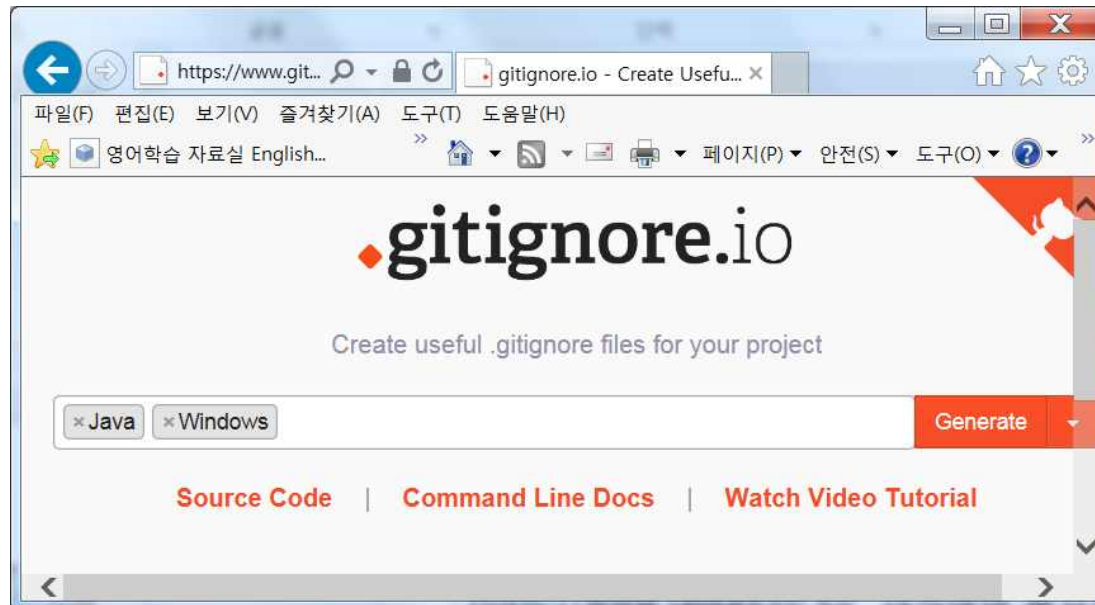 https://www.git... gitignore.io - Create Usefu...
파일(F) 편집(E) 보기(V) 즐겨찾기(A) 도구(T) 도움말(H)
영어학습 자료실 English... » 페이지(P) 안전(S) 도구(O) »
.gitignore.io
Create useful .gitignore files for your project
×Java ×Windows Generate
Source Code | Command Line Docs | Watch Video Tutorial